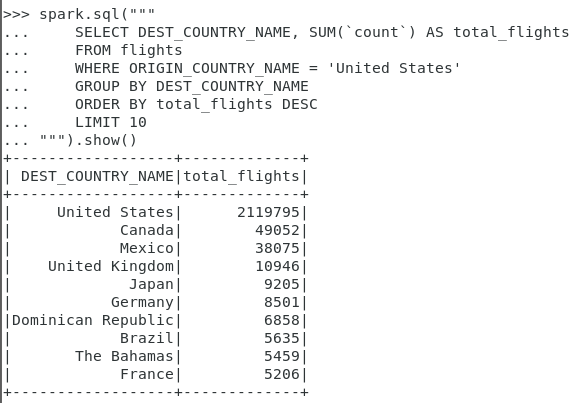 >>> spark.sql("""
...     SELECT DEST_COUNTRY_NAME, SUM(`count`) AS total_flights
...     FROM flights
...     WHERE ORIGIN_COUNTRY_NAME = 'United States'
...     GROUP BY DEST_COUNTRY_NAME
...     ORDER BY total_flights DESC
...     LIMIT 10
... """).show()
+------------------+-------------+
| DEST_COUNTRY_NAME|total_flights|
+------------------+-------------+
|     United States|      2119795|
|            Canada|        49052|
|            Mexico|        38075|
|    United Kingdom|        10946|
|             Japan|         9205|
|           Germany|         8501|
|Dominican Republic|         6858|
|            Brazil|         5635|
|       The Bahamas|         5459|
|            France|         5206|
+------------------+-------------+